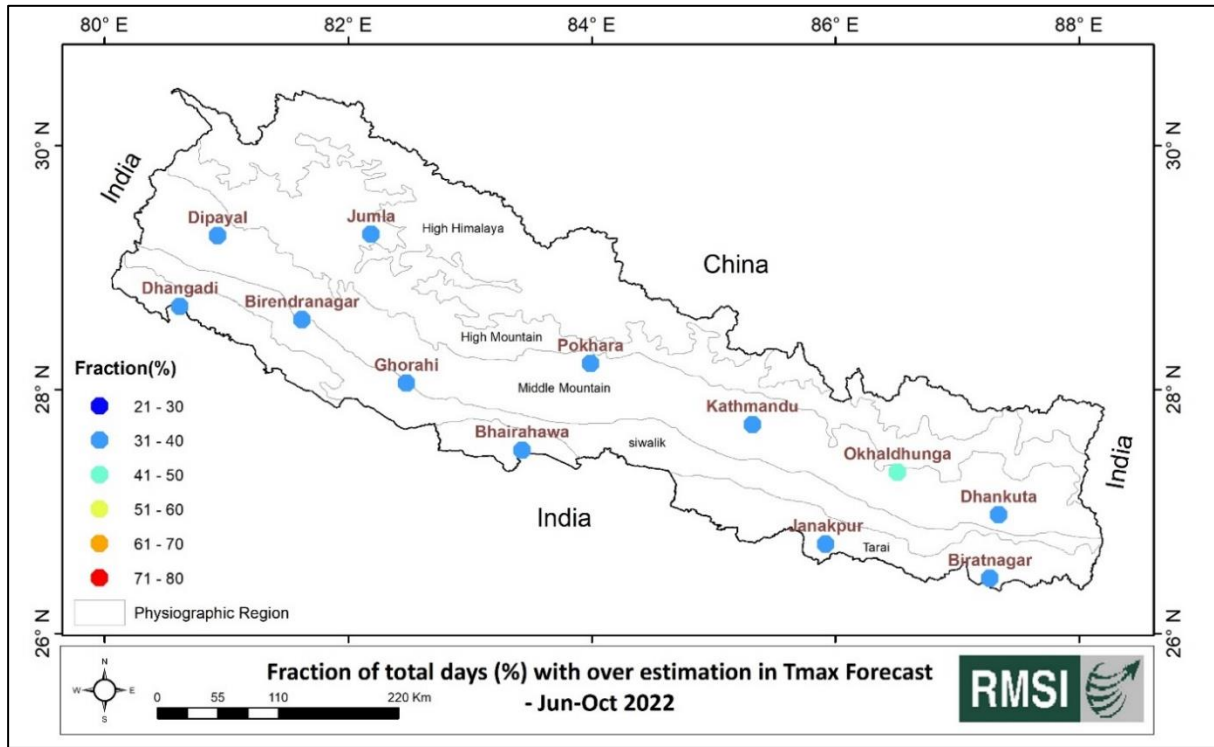 80° E
82° E
84° E
86° E
88° E
30° N
30° N
India
Dipayal
Jumla
High Himalaya
China
Dhangadi
Birendranagar
High Mountain
Pokhara
Fraction(%)
Ghorahi
Middle Mountain
28° N
28° N
21 - 30
Kathmandu
31 - 40
Bhairahawa
siwalik
Okhaldhunga
India
41 - 50
51 - 60
India
Dhankuta
61 - 70
Janakpur
Tarai
Biratnagar
71 - 80
Physiographic Region
26° N
26° N
N
W
E
S
0
55
110
220 Km
Fraction of total days (%) with over estimation in Tmax Forecast
- Jun-Oct 2022
RMSI